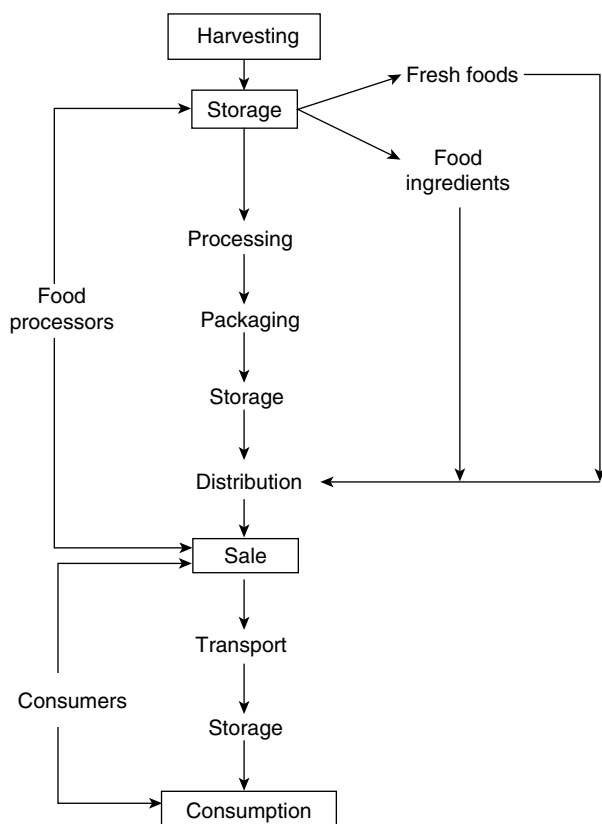 Harvesting
Fresh foods
Storage
Food
ingredients
Processing
Food
processors
Packaging
Storage
Distribution
Sale
Transport
Consumers
Storage
Consumption